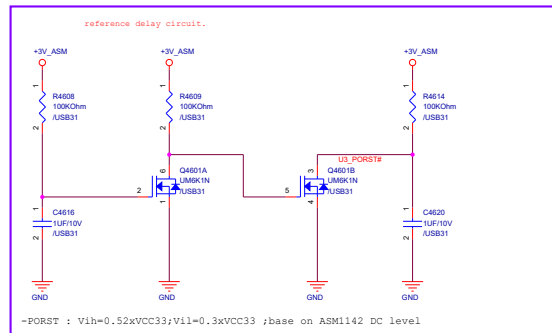 reference delay circuit.
+3V_ASM
+3V_ASM
+3V_ASM
1
R4608
100KOhm
/USB31
2
1
R4609
100KOhm
/USB31
2
1
R4614
100KOhm
/USB31
2
U3_PORST#
6
Q4601A
UM6K1N
/USB31
2
1
3
Q4601B
UM6K1N
/USB31
5
4
1
C4616
1UF/10V
/USB31
2
1
C4620
1UF/10V
/USB31
2
GND
GND
GND
GND
-PORST : Vih=0.52xVCC33;Vil=0.3xVCC33 ;base on ASM1142 DC level